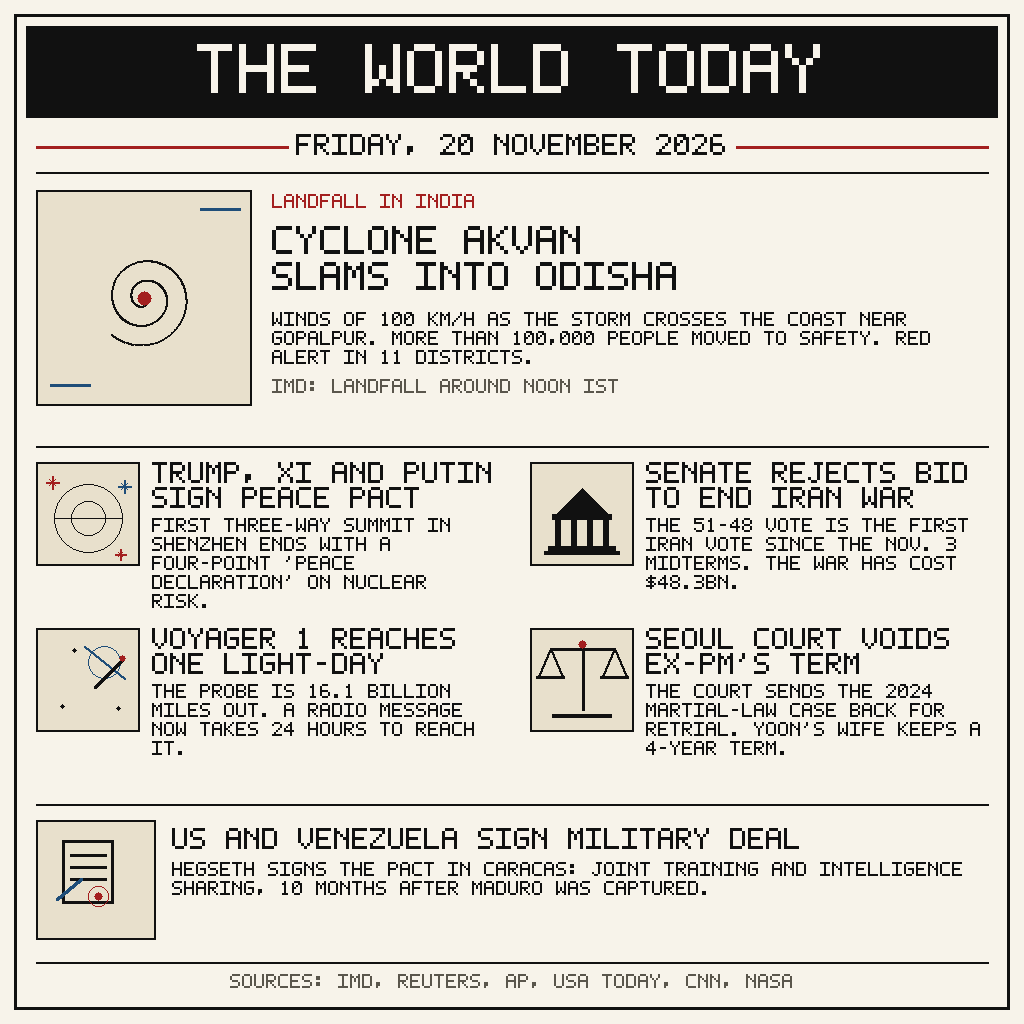 THE WORLD TODAY
FRIDAY, 20 NOVEMBER 2026
LANDFALL IN INDIA
CYCLONE AKVAN
SLAMS INTO ODISHA
WINDS OF 100 KM/H AS THE STORM CROSSES THE COAST NEAR
GOPALPUR. MORE THAN 100,000 PEOPLE MOVED TO SAFETY. RED
ALERT IN 11 DISTRICTS.
IMD: LANDFALL AROUND NOON IST
TRUMP, XI AND PUTIN
SIGN PEACE PACT
FIRST THREE-WAY SUMMIT IN
SHENZHEN ENDS WITH A
FOUR-POINT 'PEACE
DECLARATION' ON NUCLEAR
RISK.
SENATE REJECTS BID
TO END IRAN WAR
THE 51-48 VOTE IS THE FIRST
IRAN VOTE SINCE THE NOV. 3
MIDTERMS. THE WAR HAS COST
$48.3BN.
VOYAGER 1 REACHES
ONE LIGHT-DAY
THE PROBE IS 16.1 BILLION
MILES OUT. A RADIO MESSAGE
NOW TAKES 24 HOURS TO REACH
IT.
SEOUL COURT VOIDS
EX-PM'S TERM
THE COURT SENDS THE 2024
MARTIAL-LAW CASE BACK FOR
RETRIAL. YOON'S WIFE KEEPS A
4-YEAR TERM.
US AND VENEZUELA SIGN MILITARY DEAL
HEGSETH SIGNS THE PACT IN CARACAS: JOINT TRAINING AND INTELLIGENCE
SHARING, 10 MONTHS AFTER MADURO WAS CAPTURED.
SOURCES: IMD, REUTERS, AP, USA TODAY, CNN, NASA